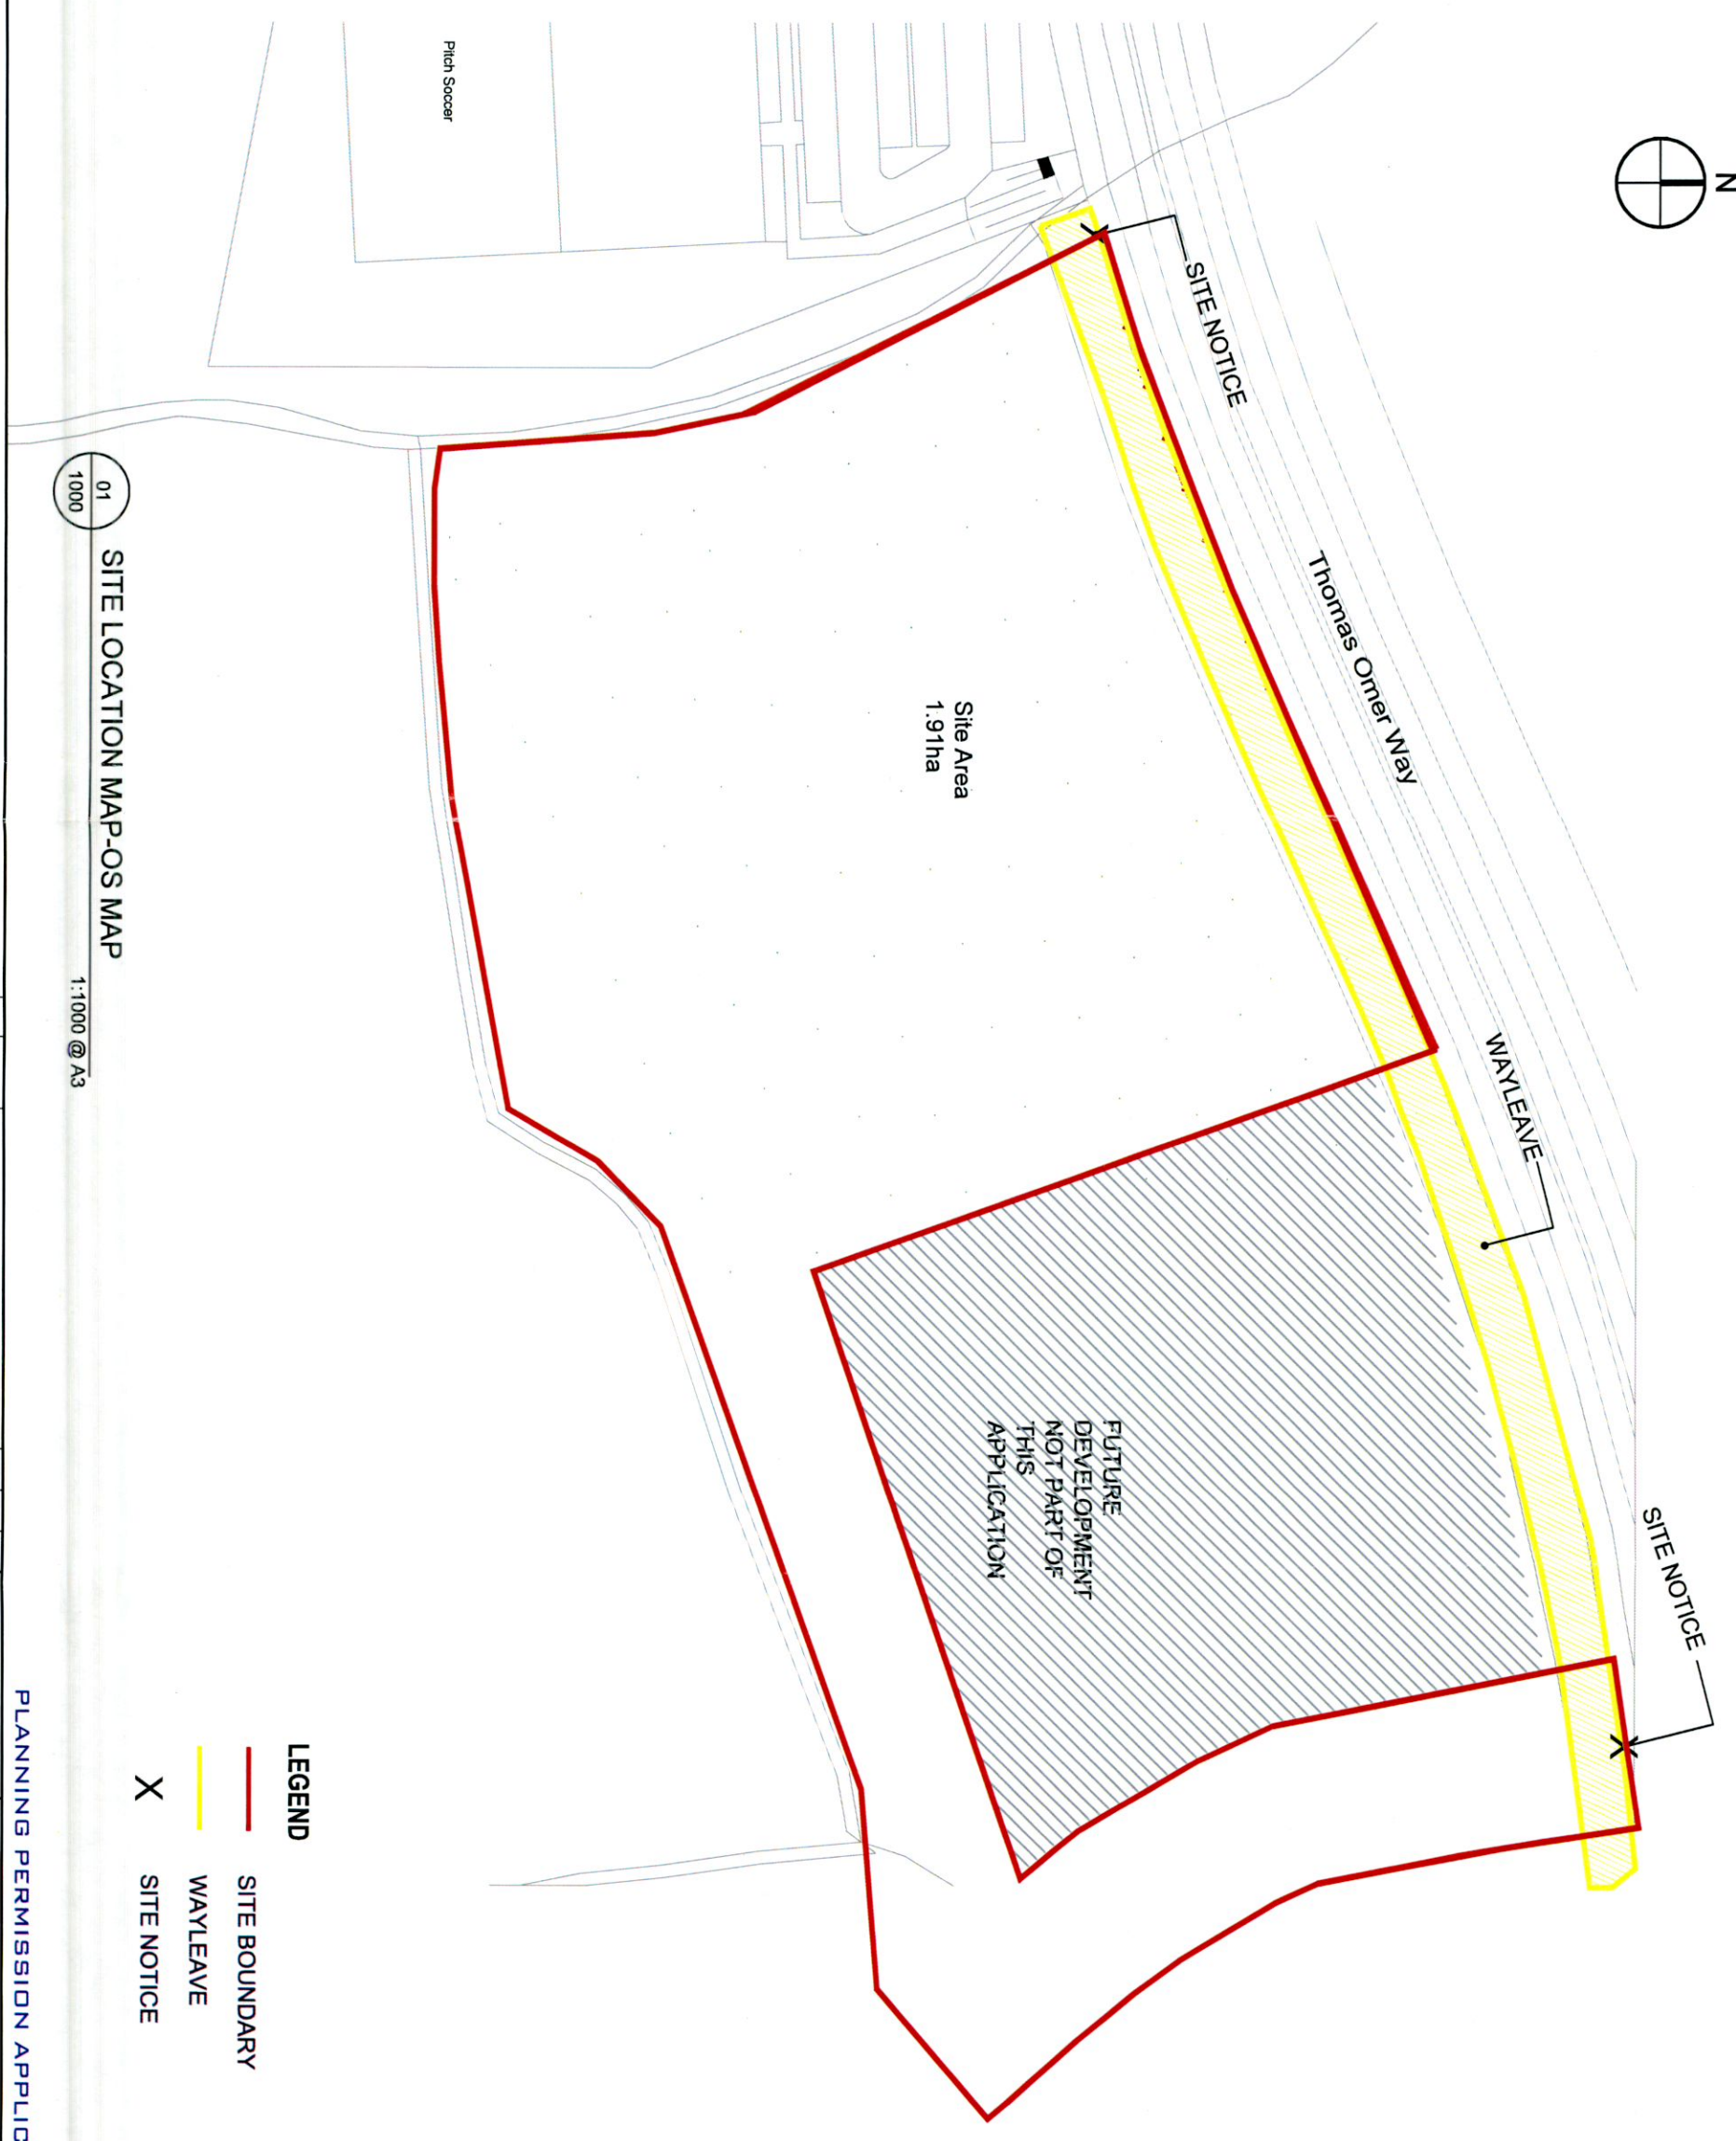 N
SITE NOTICE
Thomas Omer Way
WAYLEAVE
SITE NOTICE
Pitch Soccer
Site Area
1.91ha
FUTURE
DEVELOPMENT
NOT PART OF
THIS
APPLICATION
LEGEND
SITE BOUNDARY
WAYLEAVE
X SITE NOTICE
01
1000
SITE LOCATION MAP-OS MAP
1:1000 @ A3
PLANNING PERMISSION APPLIC